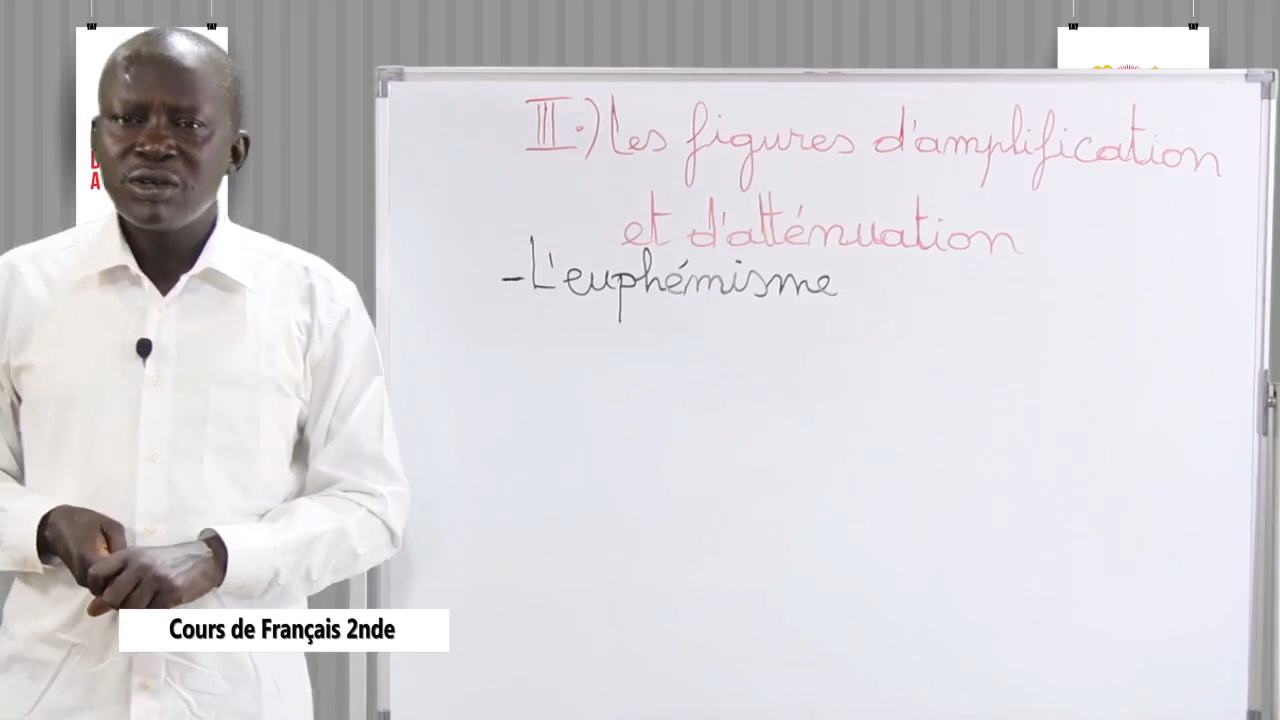 III.) Les figures d'amplification
et d'atténuation
- L'euphémisme
L
A
Cours de Français 2nde